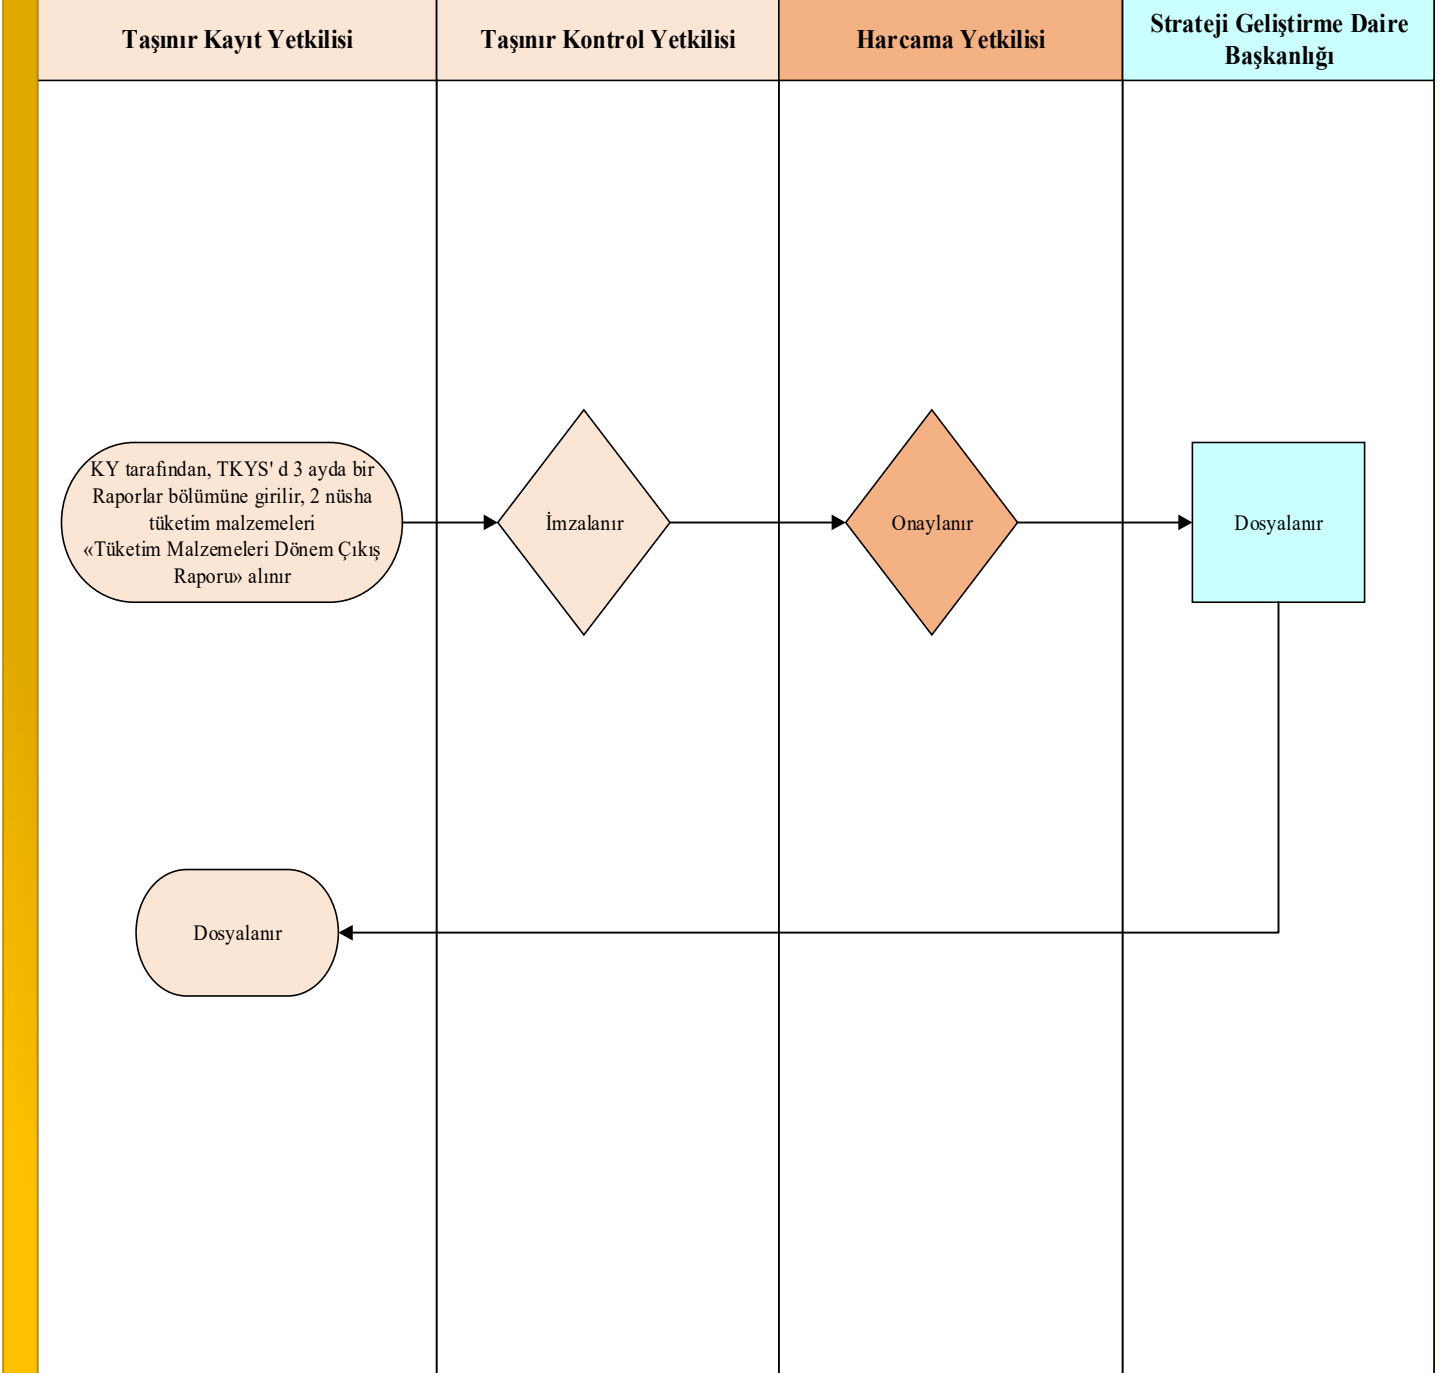 Taşınır Kayıt Yetkilisi
Taşınır Kontrol Yetkilisi
Harcama Yetkilisi
Strateji Geliştirme Daire
Başkanlığı
KY tarafından, TKYS' d 3 ayda bir
Raporlar bölümüne girilir, 2 nüsha
tüketim malzemeleri
«Tüketim Malzemeleri Dönem Çıkış
Raporu» alınır
İmzalanır
Onaylanır
Dosyalanır
Dosyalanır